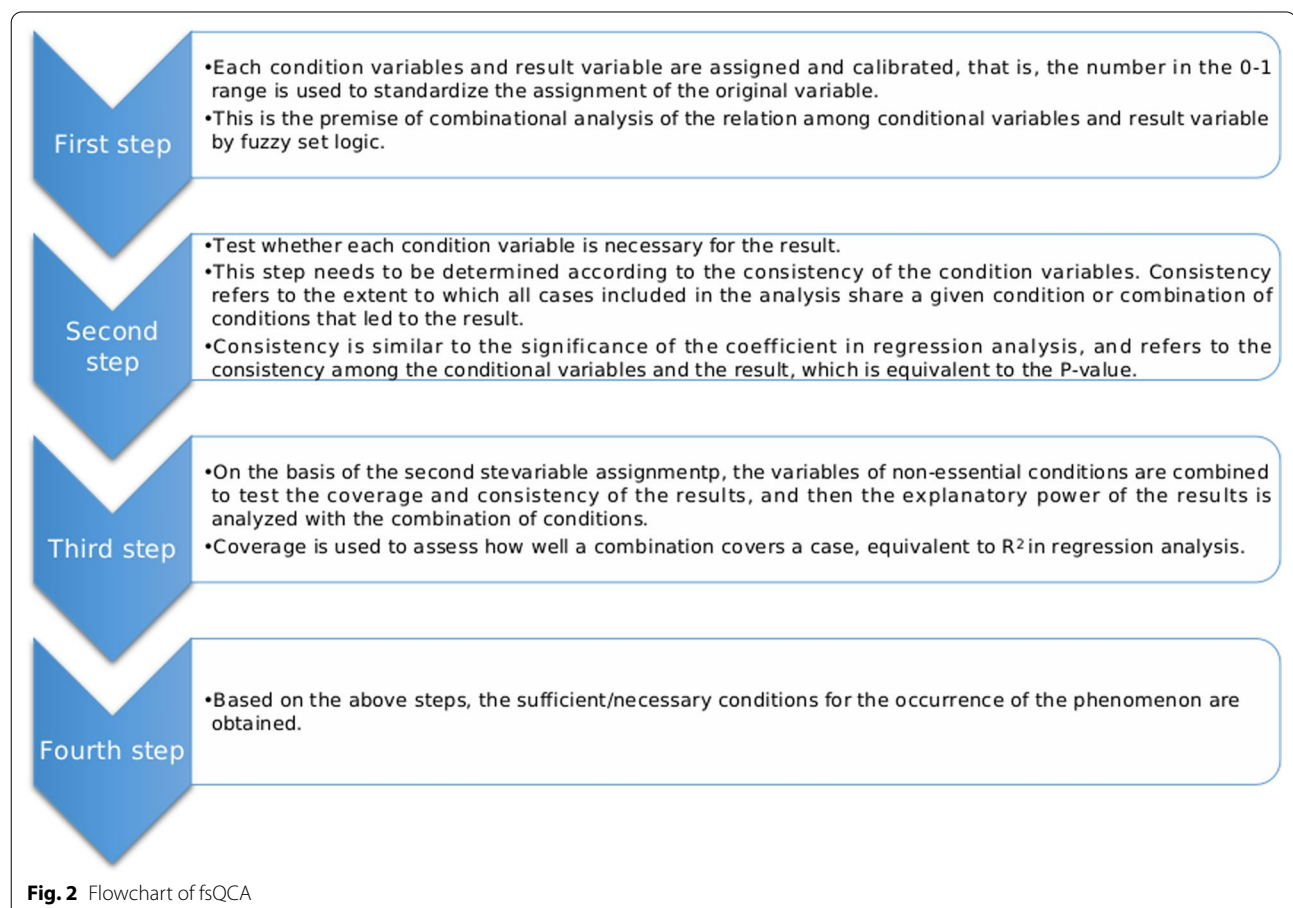 First step
•Each condition variables and result variable are assigned and calibrated, that is, the number in the 0-1
range is used to standardize the assignment of the original variable.
•This is the premise of combinational analysis of the relation among conditional variables and result variable
by fuzzy set logic.
Second
step
•Test whether each condition variable is necessary for the result.
•This step needs to be determined according to the consistency of the condition variables. Consistency
refers to the extent to which all cases included in the analysis share a given condition or combination of
conditions that led to the result.
•Consistency is similar to the significance of the coefficient in regression analysis, and refers to the
consistency among the conditional variables and the result, which is equivalent to the P-value.
Third step
•On the basis of the second stevariable assignmentp, the variables of non-essential conditions are combined
to test the coverage and consistency of the results, and then the explanatory power of the results is
analyzed with the combination of conditions.
•Coverage is used to assess how well a combination covers a case, equivalent to R² in regression analysis.
Fourth step
•Based on the above steps, the sufficient/necessary conditions for the occurrence of the phenomenon are
obtained.
Fig. 2 Flowchart of fsQCA